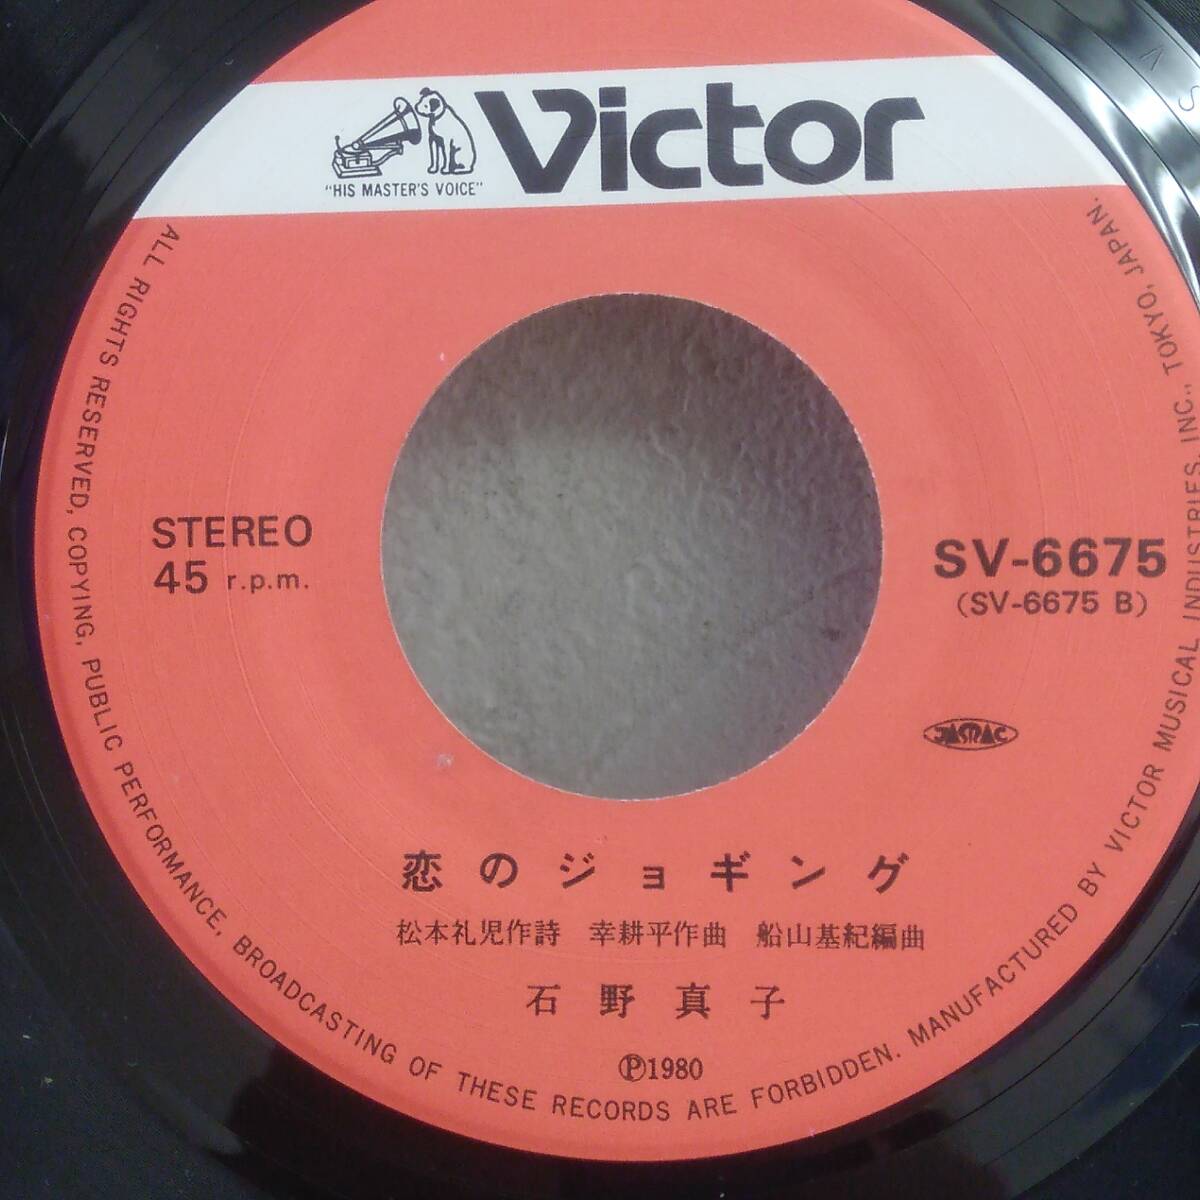 Victor
"HIS MASTER'S VOICE"
STEREO
45 r.p.m.
SV-6675
(SV-6675 B)
JASRAC
恋のジョギング
松本礼児作詩 幸耕平作曲 船山基紀編曲
石野真子
Ⓟ1980
ALL RIGHTS RESERVED, COPYING, PUBLIC PERFORMANCE, BROADCASTING OF THESE RECORDS ARE FORBIDDEN. MANUFACTURED BY VICTOR MUSICAL INDUSTRIES, INC., TOKYO, JAPAN.